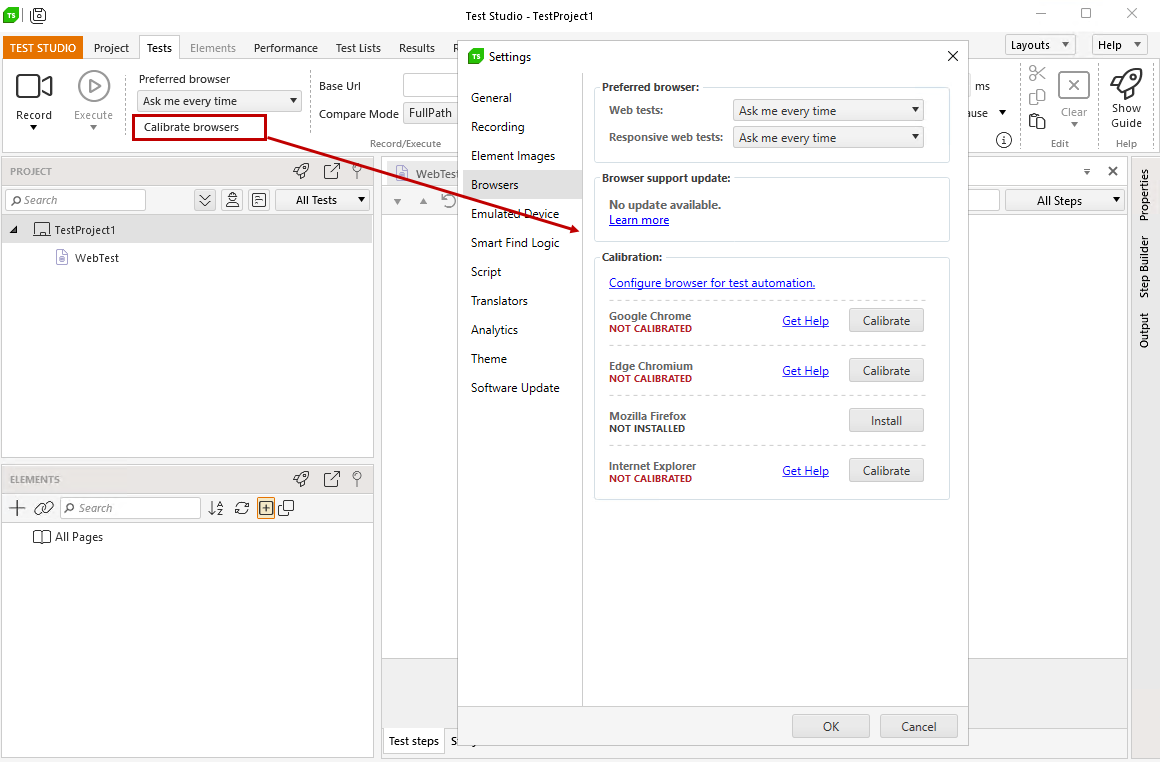 TS
Test Studio - TestProject1
TEST STUDIO
Project
Tests
Elements
Performance
Test Lists
Results
Layouts
Help
Record
Execute
Preferred browser
Ask me every time
Calibrate browsers
Base Url
Compare Mode
FullPath
Record/Execute
ms
ause
Clear
Edit
Show
Guide
Help
PROJECT
Search
All Tests
TestProject1
WebTest
ELEMENTS
Search
All Pages
WebTest
All Steps
Test steps
Properties
Step Builder
Output
TS Settings
General
Recording
Element Images
Browsers
Emulated Device
Smart Find Logic
Script
Translators
Analytics
Theme
Software Update
Preferred browser:
Web tests:
Ask me every time
Responsive web tests:
Ask me every time
Browser support update:
No update available.
Learn more
Calibration:
Configure browser for test automation.
Google Chrome
NOT CALIBRATED
Get Help
Calibrate
Edge Chromium
NOT CALIBRATED
Get Help
Calibrate
Mozilla Firefox
NOT INSTALLED
Install
Internet Explorer
NOT CALIBRATED
Get Help
Calibrate
OK
Cancel